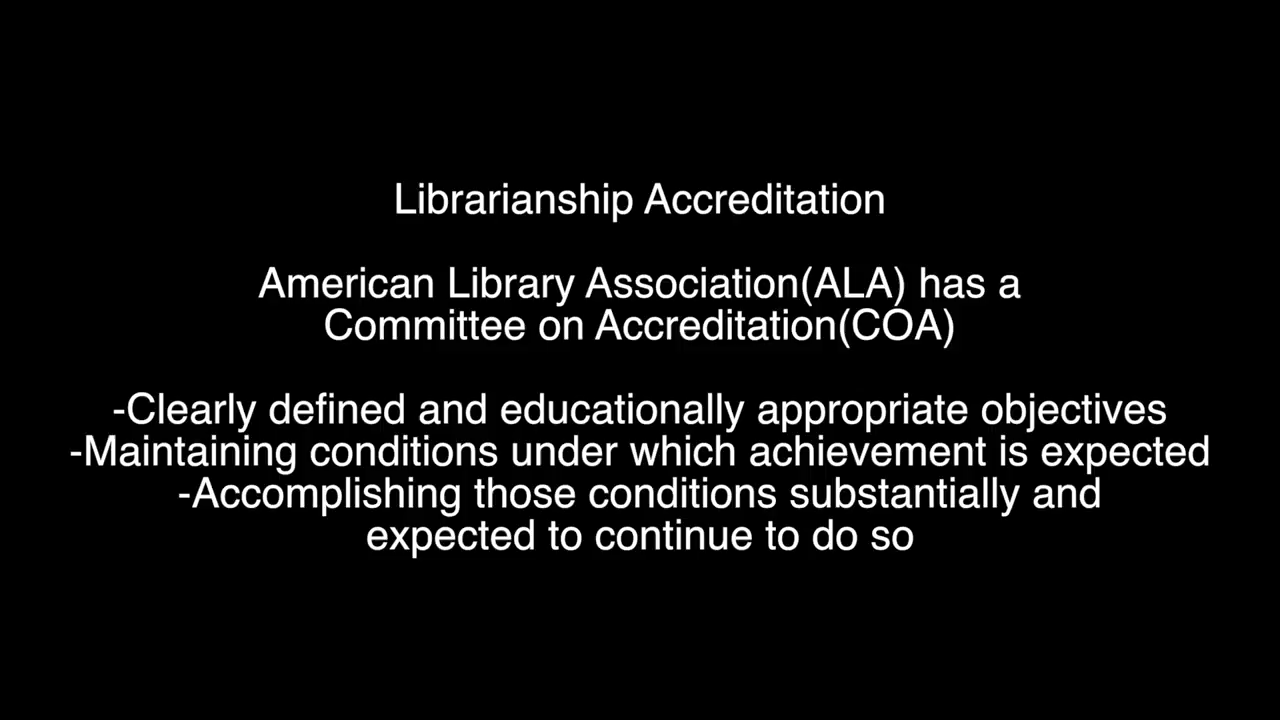 Librarianship Accreditation
American Library Association(ALA) has a
Committee on Accreditation(COA)
-Clearly defined and educationally appropriate objectives
-Maintaining conditions under which achievement is expected
-Accomplishing those conditions substantially and
expected to continue to do so